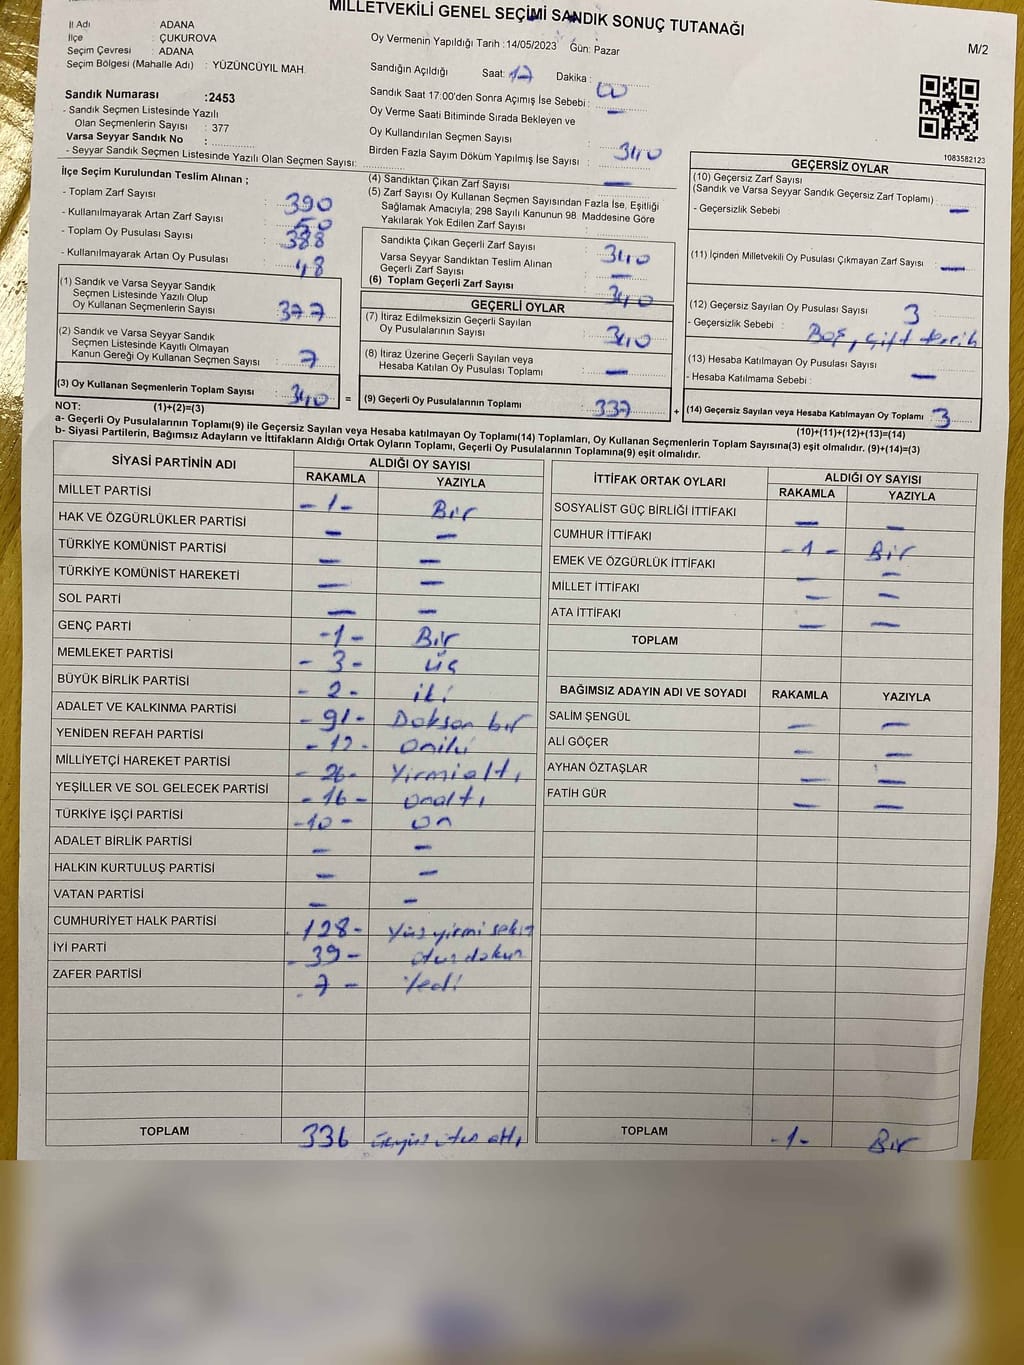 MİLLETVEKİLİ GENEL SEÇİMİ SANDIK SONUÇ TUTANAĞI
M/2
İl Adı : ADANA
İlçe : ÇUKUROVA
Seçim Çevresi : ADANA
Seçim Bölgesi (Mahalle Adı) : YÜZÜNCÜYIL MAH.
Oy Vermenin Yapıldığı Tarih :14/05/2023 Gün: Pazar
Sandığın Açıldığı Saat: 17 Dakika : 00
Sandık Saat 17:00'den Sonra Açımış İse Sebebi : —
Oy Verme Saati Bitiminde Sırada Bekleyen ve
Oy Kullandırılan Seçmen Sayısı :
Birden Fazla Sayım Döküm Yapılmış İse Sayısı : 340
Sandık Numarası :2453
- Sandık Seçmen Listesinde Yazılı
Olan Seçmenlerin Sayısı : 377
Varsa Seyyar Sandık No :
- Seyyar Sandık Seçmen Listesinde Yazılı Olan Seçmen Sayısı:
1083582123
İlçe Seçim Kurulundan Teslim Alınan ;
- Toplam Zarf Sayısı : 390
- Kullanılmayarak Artan Zarf Sayısı : 50
- Toplam Oy Pusulası Sayısı : 388
- Kullanılmayarak Artan Oy Pusulası : 48
(1) Sandık ve Varsa Seyyar Sandık
Seçmen Listesinde Yazılı Olup
Oy Kullanan Seçmenlerin Sayısı : 377
(2) Sandık ve Varsa Seyyar Sandık
Seçmen Listesinde Kayıtlı Olmayan
Kanun Gereği Oy Kullanan Seçmen Sayısı : 7
(3) Oy Kullanan Seçmenlerin Toplam Sayısı : 340 =
(4) Sandıktan Çıkan Zarf Sayısı : —
(5) Zarf Sayısı Oy Kullanan Seçmen Sayısından Fazla İse, Eşitliği
Sağlamak Amacıyla; 298 Sayılı Kanunun 98. Maddesine Göre
Yakılarak Yok Edilen Zarf Sayısı :
Sandıkta Çıkan Geçerli Zarf Sayısı : 340
Varsa Seyyar Sandıktan Teslim Alınan
Geçerli Zarf Sayısı : —
(6) Toplam Geçerli Zarf Sayısı : 340
GEÇERLİ OYLAR
(7) İtiraz Edilmeksizin Geçerli Sayılan
Oy Pusulalarının Sayısı : 340
(8) İtiraz Üzerine Geçerli Sayılan veya
Hesaba Katılan Oy Pusulası Toplamı : —
(9) Geçerli Oy Pusulalarının Toplamı : 337 +
GEÇERSİZ OYLAR
(10) Geçersiz Zarf Sayısı
(Sandık ve Varsa Seyyar Sandık Geçersiz Zarf Toplamı)
- Geçersizlik Sebebi : —
(11) İçinden Milletvekili Oy Pusulası Çıkmayan Zarf Sayısı : —
(12) Geçersiz Sayılan Oy Pusulası Sayısı : 3
- Geçersizlik Sebebi : Boş, çift tercih
(13) Hesaba Katılmayan Oy Pusulası Sayısı : —
- Hesaba Katılmama Sebebi :
(14) Geçersiz Sayılan veya Hesaba Katılmayan Oy Toplamı : 3
NOT: (1)+(2)=(3)
(10)+(11)+(12)+(13)=(14)
a- Geçerli Oy Pusulalarının Toplamı(9) ile Geçersiz Sayılan veya Hesaba katılmayan Oy Toplamı(14) Toplamları, Oy Kullanan Seçmenlerin Toplam Sayısına(3) eşit olmalıdır. (9)+(14)=(3)
b- Siyasi Partilerin, Bağımsız Adayların ve İttifakların Aldığı Ortak Oyların Toplamı, Geçerli Oy Pusulalarının Toplamına(9) eşit olmalıdır.
SİYASİ PARTİNİN ADI ALDIĞI OY SAYISI
RAKAMLA YAZIYLA
MİLLET PARTİSİ -1- Bir
HAK VE ÖZGÜRLÜKLER PARTİSİ — —
TÜRKİYE KOMÜNİST PARTİSİ — —
TÜRKİYE KOMÜNİST HAREKETİ — —
SOL PARTİ — —
GENÇ PARTİ -1- Bir
MEMLEKET PARTİSİ -3- üç
BÜYÜK BİRLİK PARTİSİ -2- iki
ADALET VE KALKINMA PARTİSİ -91- Doksan bir
YENİDEN REFAH PARTİSİ -12- oniki
MİLLİYETÇİ HAREKET PARTİSİ -26- Yirmialtı
YEŞİLLER VE SOL GELECEK PARTİSİ -16- onaltı
TÜRKİYE İŞÇİ PARTİSİ -10- on
ADALET BİRLİK PARTİSİ — —
HALKIN KURTULUŞ PARTİSİ — —
VATAN PARTİSİ — —
CUMHURİYET HALK PARTİSİ 128- Yüz yirmi sekiz
İYİ PARTİ -39- otuz dokuz
ZAFER PARTİSİ -7- Yedi
TOPLAM 336
İTTİFAK ORTAK OYLARI ALDIĞI OY SAYISI
RAKAMLA YAZIYLA
SOSYALİST GÜÇ BİRLİĞİ İTTİFAKI — —
CUMHUR İTTİFAKI -1- Bir
EMEK VE ÖZGÜRLÜK İTTİFAKI — —
MİLLET İTTİFAKI — —
ATA İTTİFAKI — —
TOPLAM
BAĞIMSIZ ADAYIN ADI VE SOYADI RAKAMLA YAZIYLA
SALİM ŞENGÜL — —
ALİ GÖÇER — —
AYHAN ÖZTAŞLAR — —
FATİH GÜR — —
TOPLAM -1- Bir